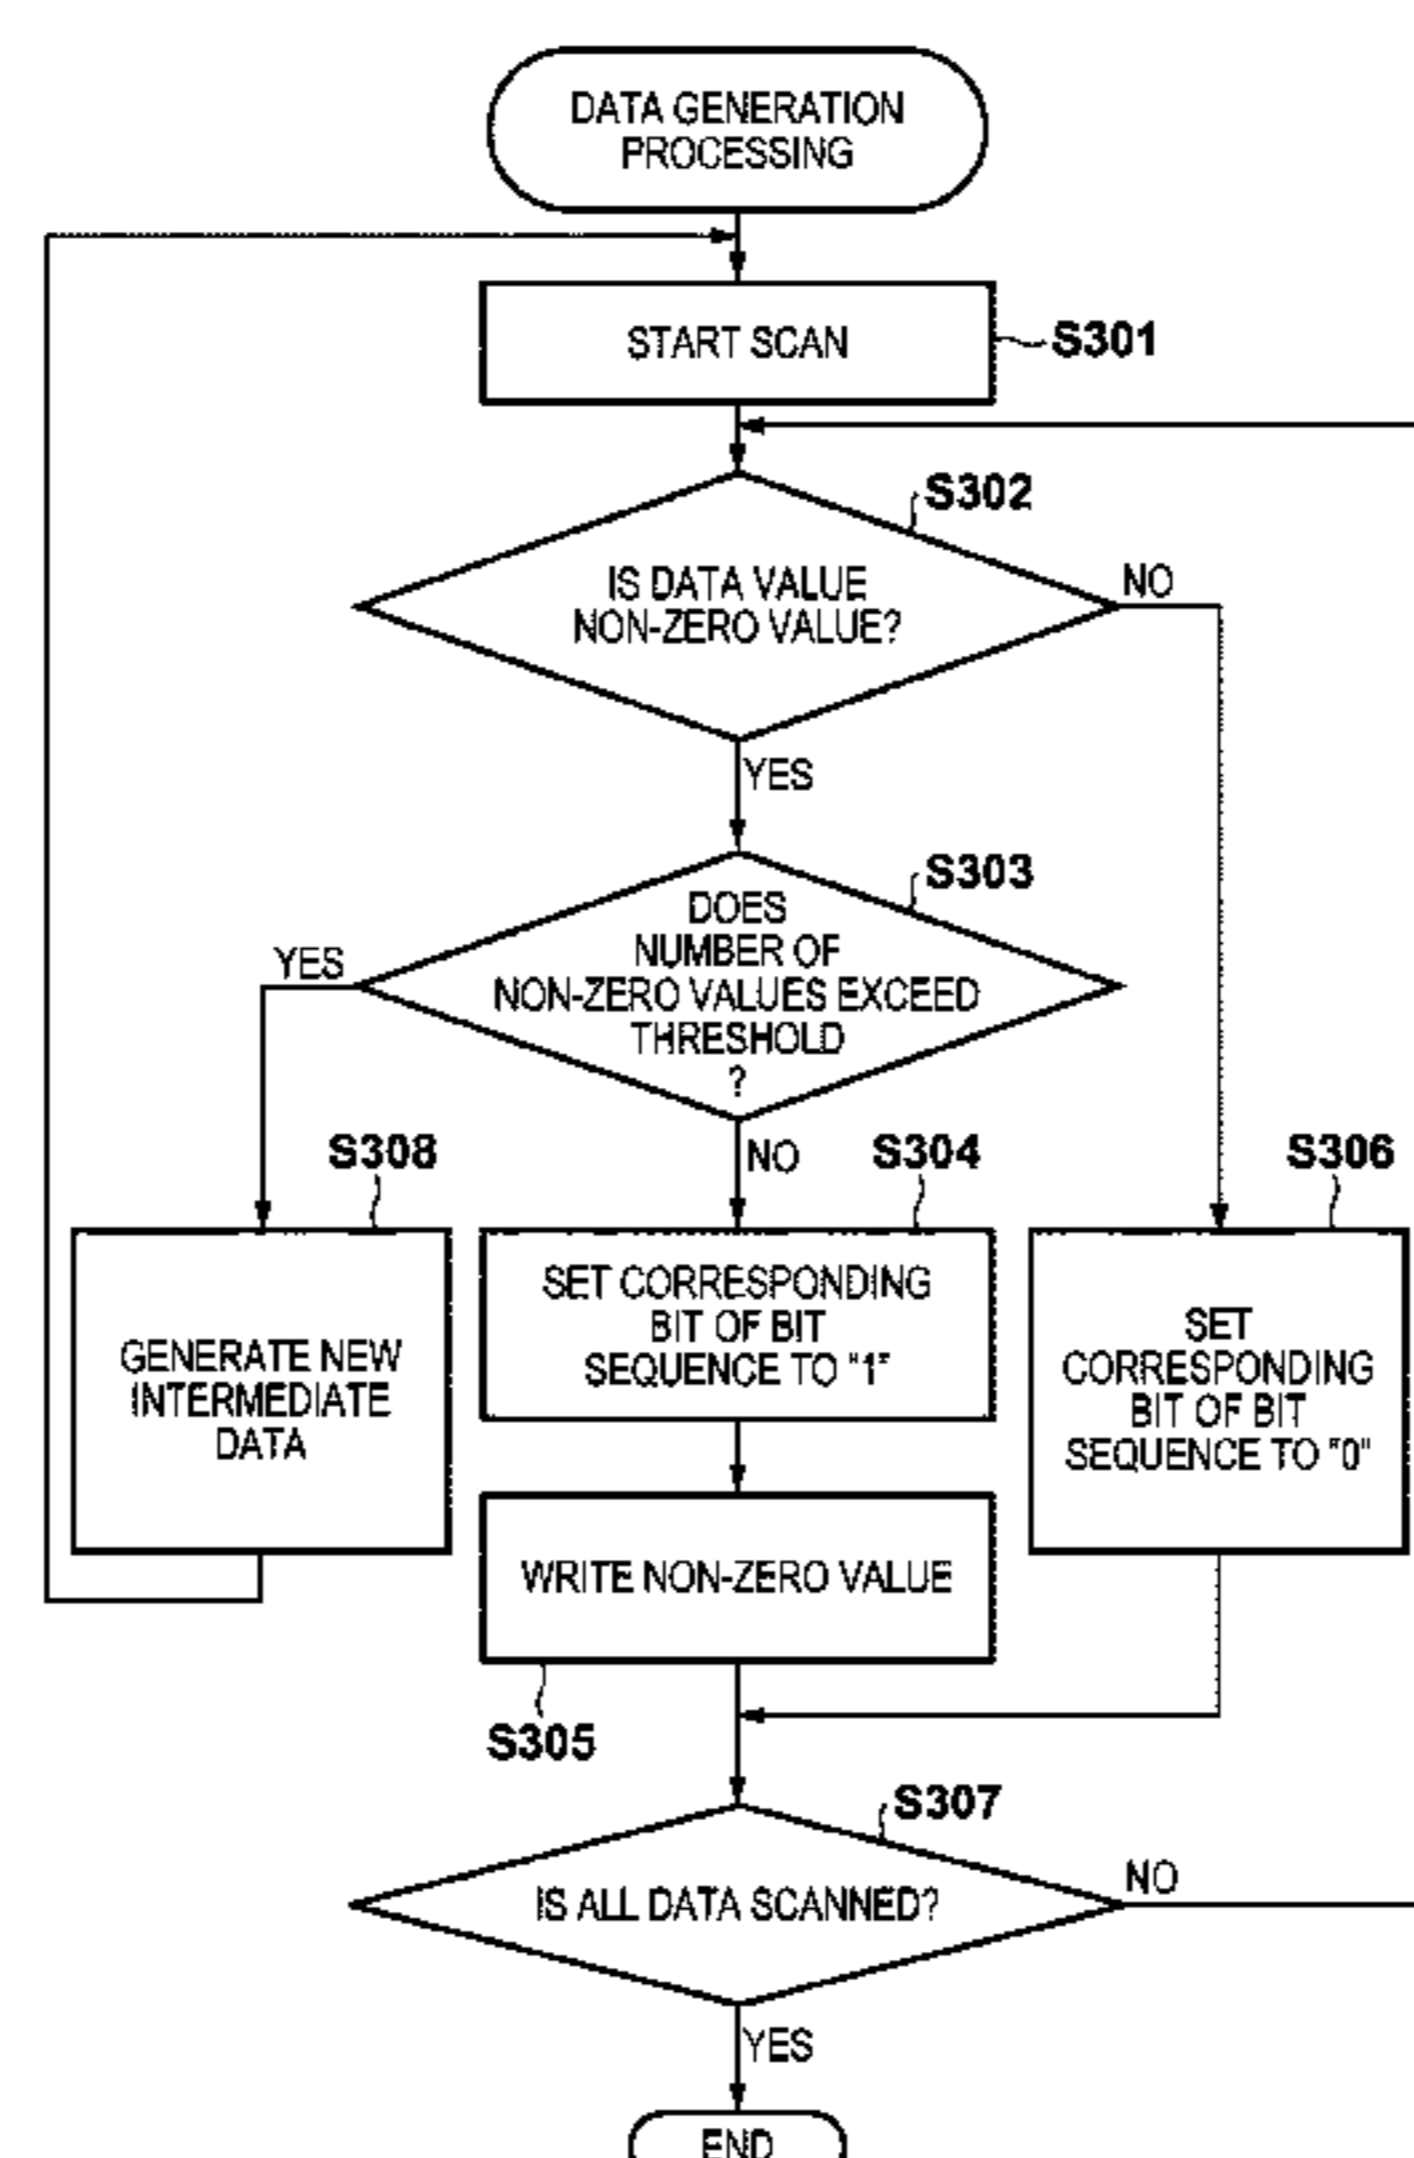 DATA GENERATION
PROCESSING
START SCAN
S301
S302
IS DATA VALUE
NON-ZERO VALUE?
NO
YES
S303
DOES
NUMBER OF
NON-ZERO VALUES EXCEED
THRESHOLD
?
YES
NO
S308
S304
S306
GENERATE NEW
INTERMEDIATE
DATA
SET CORRESPONDING
BIT OF BIT
SEQUENCE TO "1"
SET
CORRESPONDING
BIT OF BIT
SEQUENCE TO "0"
WRITE NON-ZERO VALUE
S305
S307
IS ALL DATA SCANNED?
NO
YES
END